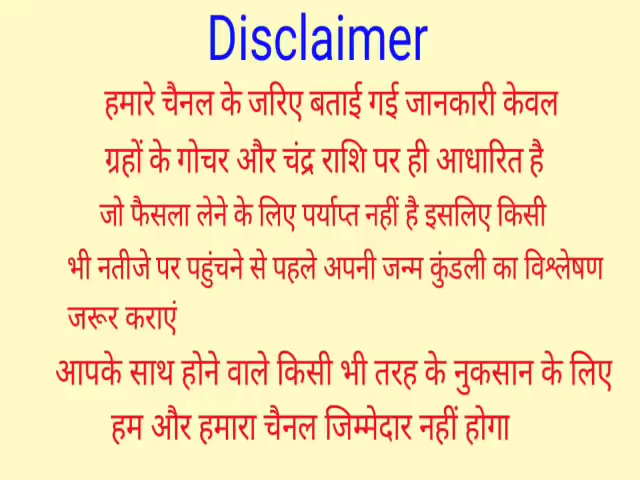 Disclaimer
हमारे चैनल के जरिए बताई गई जानकारी केवल
ग्रहों के गोचर और चंद्र राशि पर ही आधारित है
जो फैसला लेने के लिए पर्याप्त नहीं है इसलिए किसी
भी नतीजे पर पहुंचने से पहले अपनी जन्म कुंडली का विश्लेषण
जरूर कराएं
आपके साथ होने वाले किसी भी तरह के नुकसान के लिए
हम और हमारा चैनल जिम्मेदार नहीं होगा